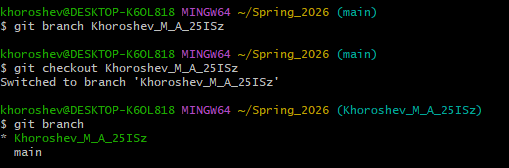 khoroshev@DESKTOP-K6OL818 MINGW64 ~/Spring_2026 (main)
$ git branch Khoroshev_M_A_25ISz
khoroshev@DESKTOP-K6OL818 MINGW64 ~/Spring_2026 (main)
$ git checkout Khoroshev_M_A_25ISz
Switched to branch 'Khoroshev_M_A_25ISz'
khoroshev@DESKTOP-K6OL818 MINGW64 ~/Spring_2026 (Khoroshev_M_A_25ISz)
$ git branch
* Khoroshev_M_A_25ISz
  main